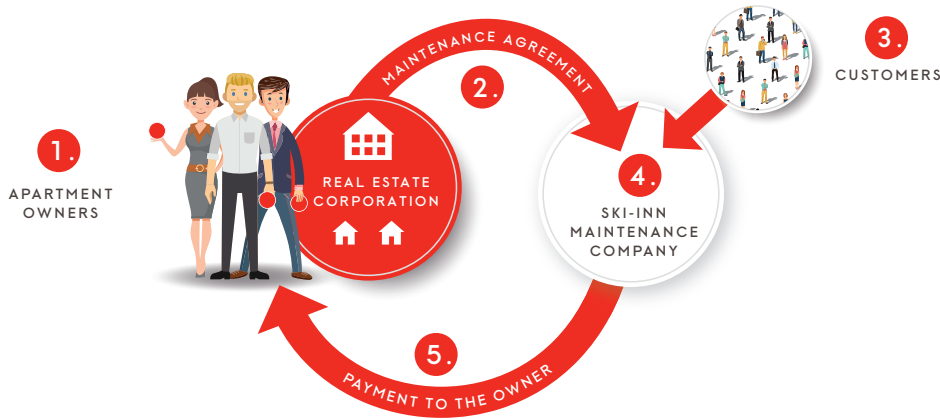 1.
APARTMENT
OWNERS
REAL ESTATE
CORPORATION
MAINTENANCE AGREEMENT
2.
3.
CUSTOMERS
4.
SKI-INN
MAINTENANCE
COMPANY
5.
PAYMENT TO THE OWNER